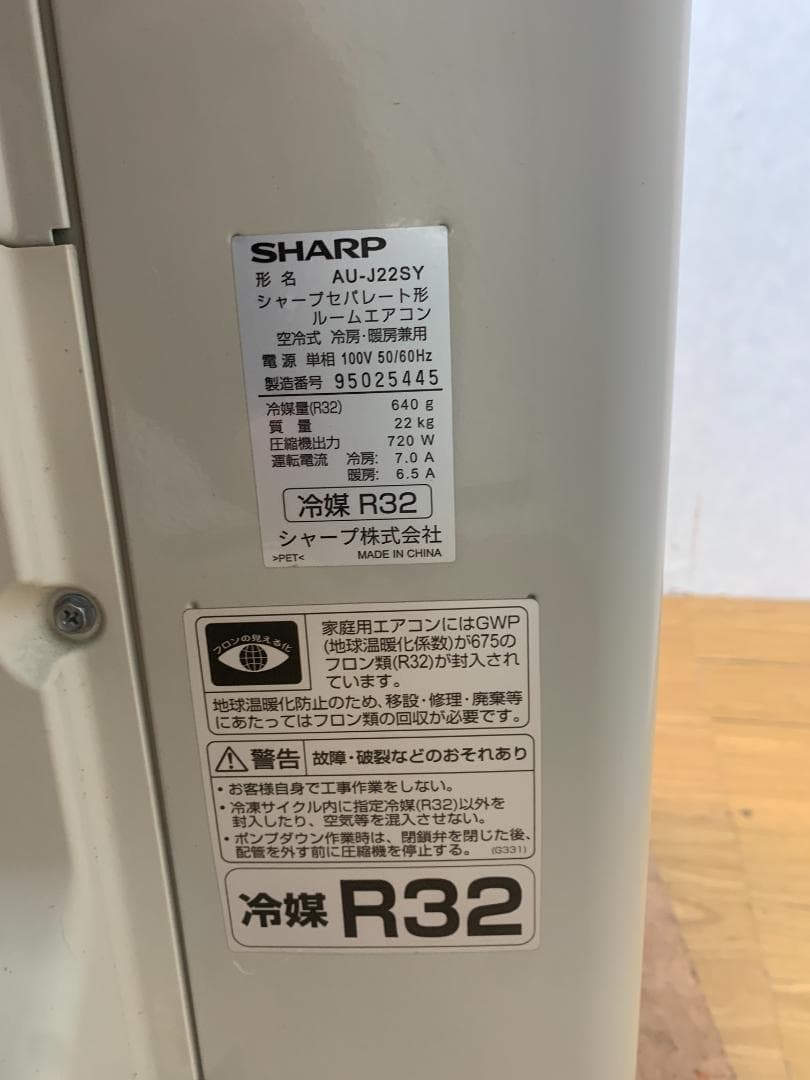 SHARP
形名 AU-J22SY
シャープセパレート形
ルームエアコン
空冷式 冷房・暖房兼用
電源 単相 100V 50/60Hz
製造番号 95025445
冷媒量(R32) 640 g
質量 22 kg
圧縮機出力 720 W
運転電流 冷房: 7.0 A
暖房: 6.5 A
冷媒 R32
シャープ株式会社
>PET< MADE IN CHINA
フロンの見える化
家庭用エアコンにはGWP
(地球温暖化係数)が675の
フロン類(R32)が封入され
ています。
地球温暖化防止のため、移設・修理・廃棄等
にあたってはフロン類の回収が必要です。
警告 故障・破裂などのおそれあり
・お客様自身で工事作業をしない。
・冷凍サイクル内に指定冷媒(R32)以外を
封入したり、空気等を混入させない。
・ポンプダウン作業時は、閉鎖弁を閉じた後、
配管を外す前に圧縮機を停止する。 (G331)
冷媒 R32